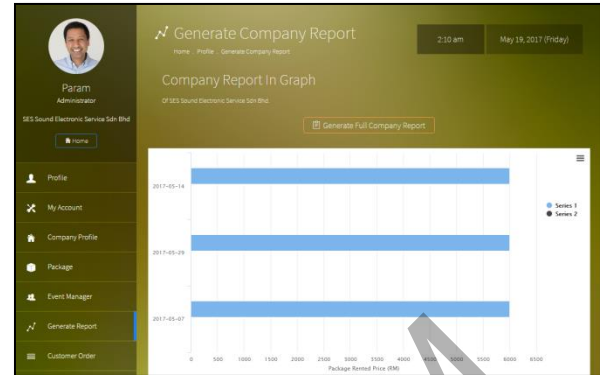 Param
Administrator
SES Sound Electronic Service Sdn Bhd
Home
Profile
My Account
Company Profile
Package
Event Manager
Generate Report
Customer Order
Generate Company Report
Home Profile Generate Company Report
2:10 am
May 19, 2017 (Friday)
Company Report In Graph
Of SES Sound Electronic Service Sdn Bhd.
Generate Full Company Report
2017-05-14
2017-05-29
2017-05-07
Series 1
Series 2
0 500 1000 1500 2000 2500 3000 3500 4000 4500 5000 5500 6000 6500
Package Rented Price (RM)